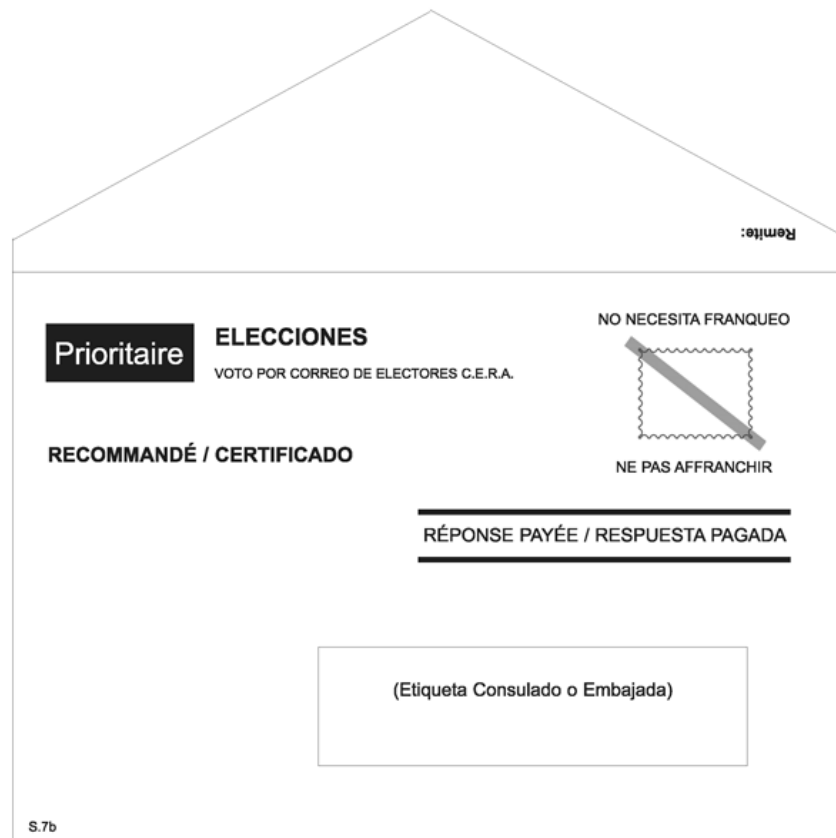 Remite:
Prioritaire
ELECCIONES
VOTO POR CORREO DE ELECTORES C.E.R.A.
NO NECESITA FRANQUEO
NE PAS AFFRANCHIR
RECOMMANDÉ / CERTIFICADO
RÉPONSE PAYÉE / RESPUESTA PAGADA
(Etiqueta Consulado o Embajada)
S.7b